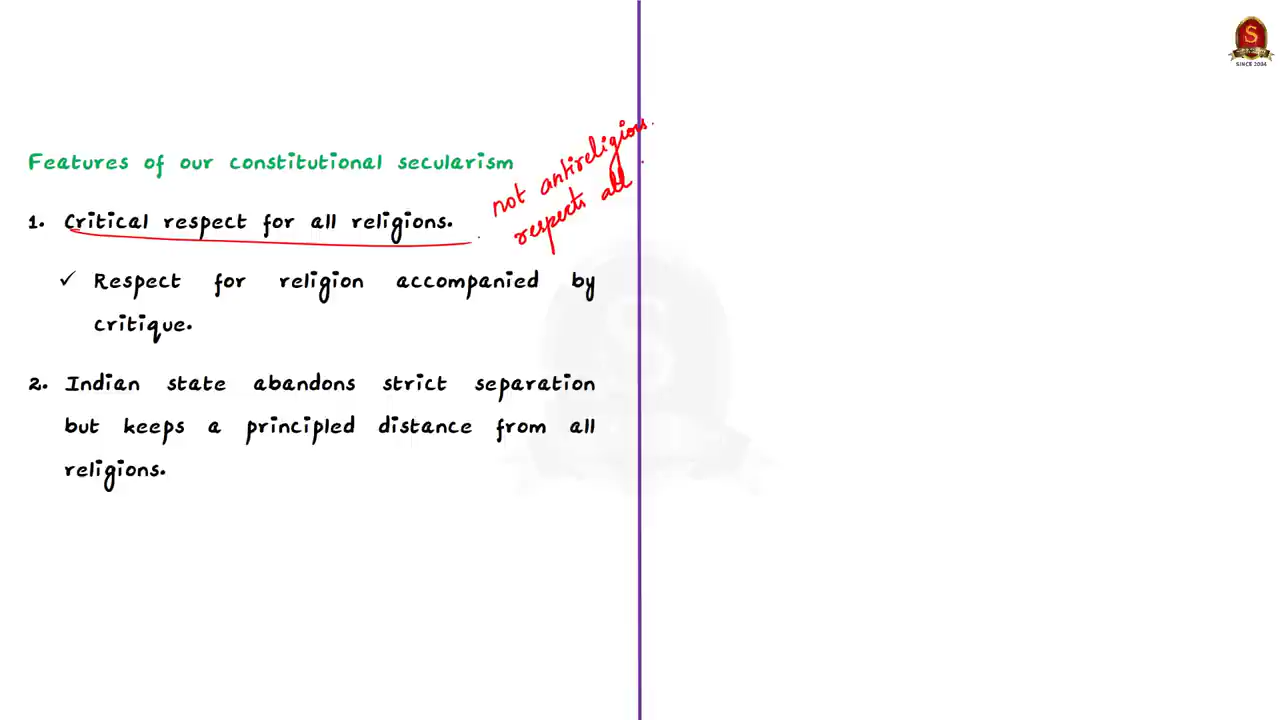 Features of our constitutional secularism
not antireligious.
respects all
1. Critical respect for all religions.
✓ Respect for religion accompanied by
critique.
2. Indian state abandons strict separation
but keeps a principled distance from all
religions.
S
SINCE 2004